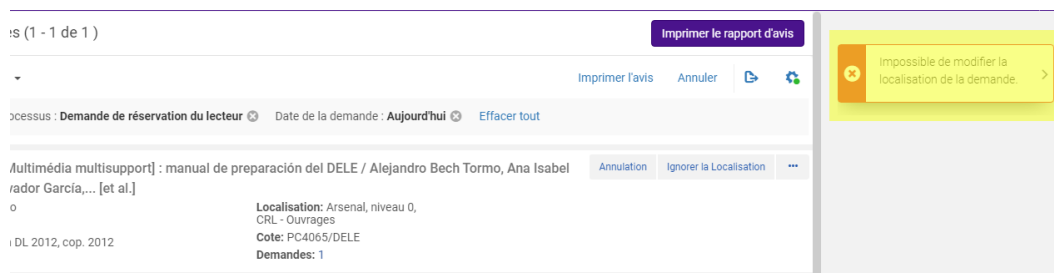 es (1 - 1 de 1 )
Imprimer le rapport d'avis
Imprimer l'avis Annuler
ocessus : Demande de réservation du lecteur Date de la demande : Aujourd'hui Effacer tout
Multimédia multisupport] : manual de preparación del DELE / Alejandro Bech Tormo, Ana Isabel
vador García,... [et al.]
Annulation Ignorer la Localisation ...
o
Localisation: Arsenal, niveau 0,
CRL - Ouvrages
Cote: PC4065/DELE
DL 2012, cop. 2012
Demandes: 1
Impossible de modifier la
localisation de la demande.